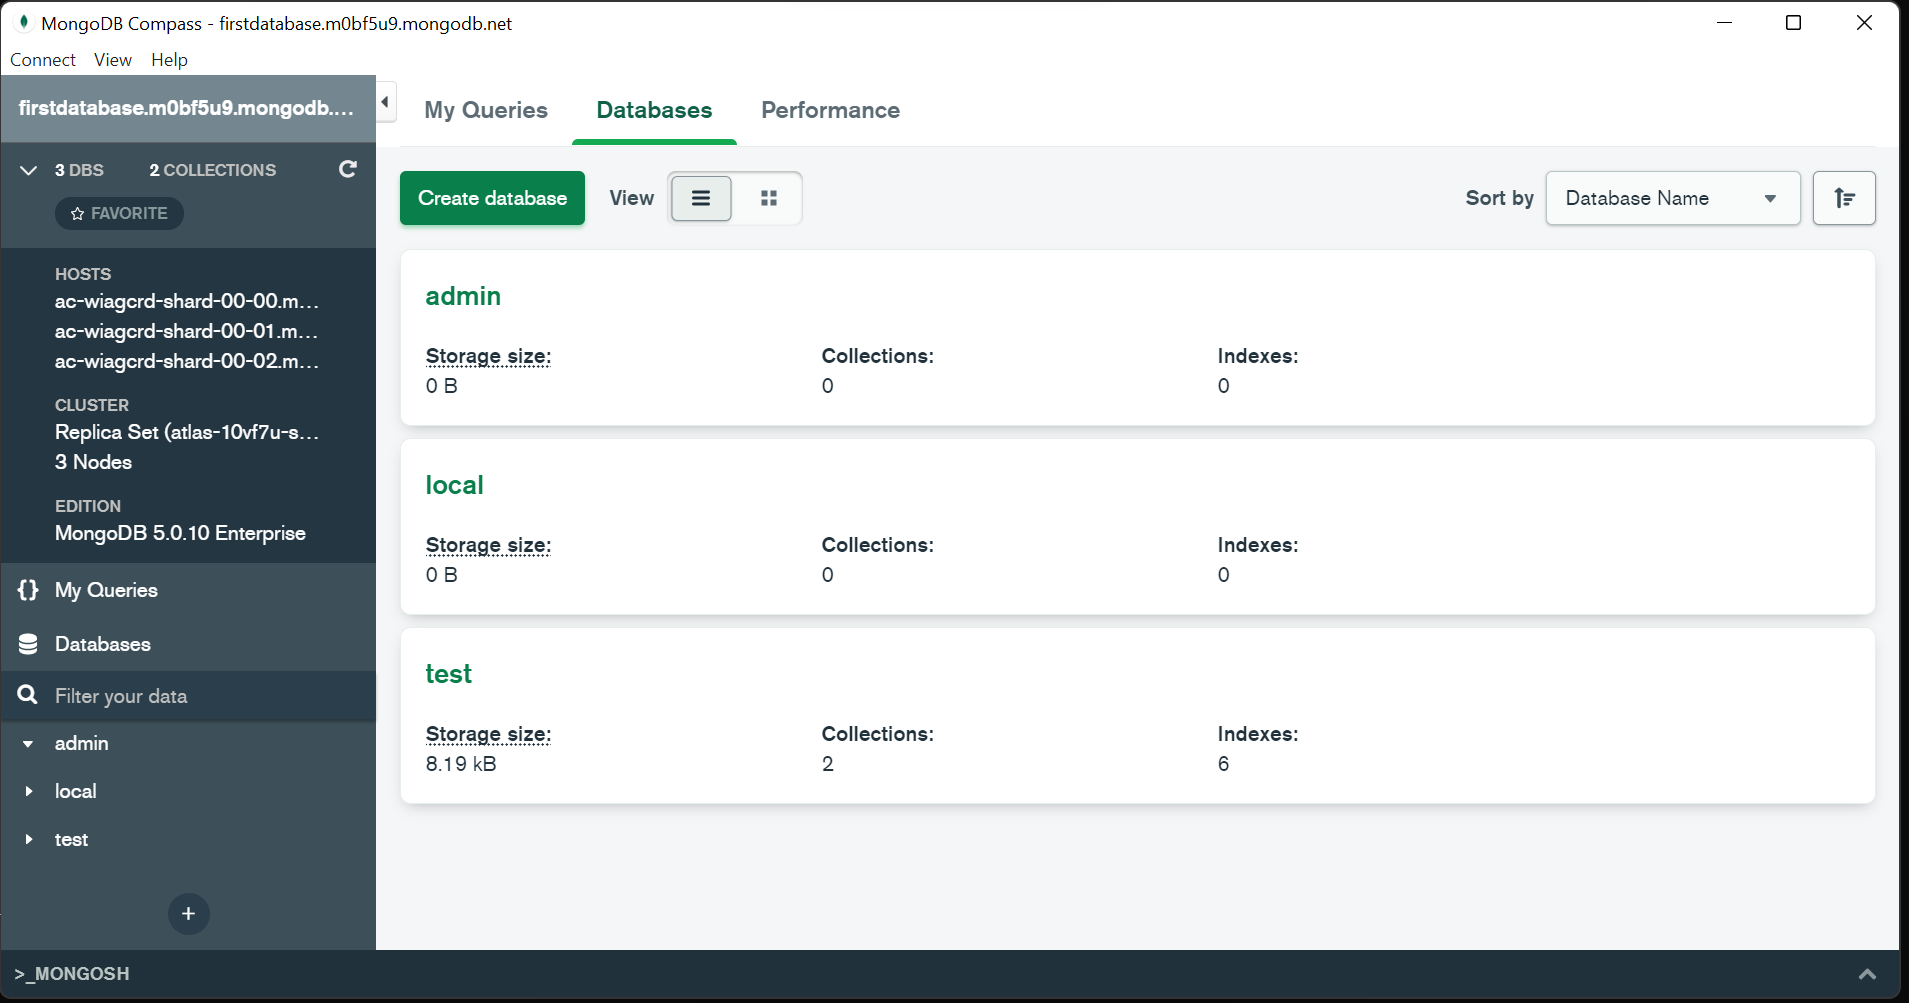 MongoDB Compass - firstdatabase.m0bf5u9.mongodb.net
Connect View Help
firstdatabase.m0bf5u9.mongodb....
3 DBS 2 COLLECTIONS
FAVORITE
HOSTS
ac-wiagcrd-shard-00-00.m...
ac-wiagcrd-shard-00-01.m...
ac-wiagcrd-shard-00-02.m...
CLUSTER
Replica Set (atlas-10vf7u-s...
3 Nodes
EDITION
MongoDB 5.0.10 Enterprise
{} My Queries
Databases
Filter your data
admin
local
test
+
My Queries Databases Performance
Create database View Sort by Database Name
admin
Storage size: Collections: Indexes:
0 B 0 0
local
Storage size: Collections: Indexes:
0 B 0 0
test
Storage size: Collections: Indexes:
8.19 kB 2 6
>_MONGOSH